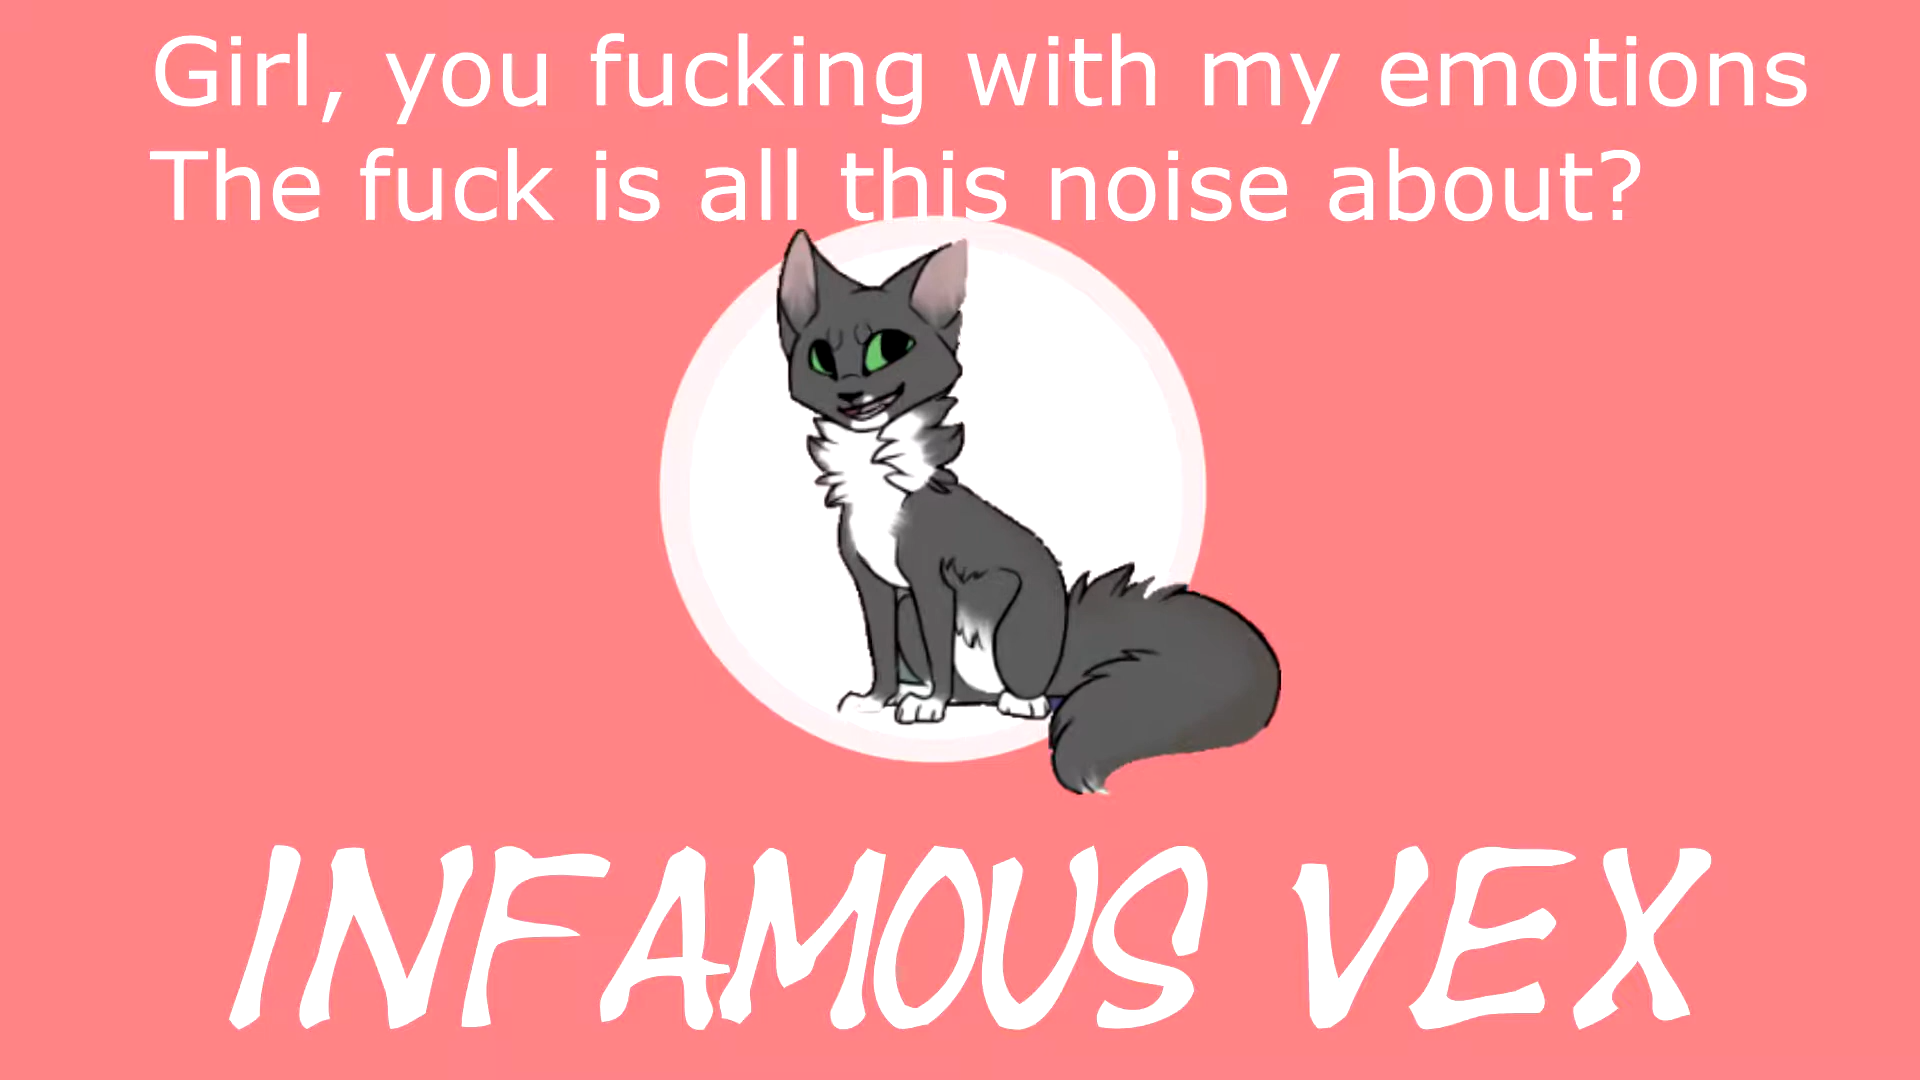 Girl, you fucking with my emotions
The fuck is all this noise about?
INFAMOUS VEX